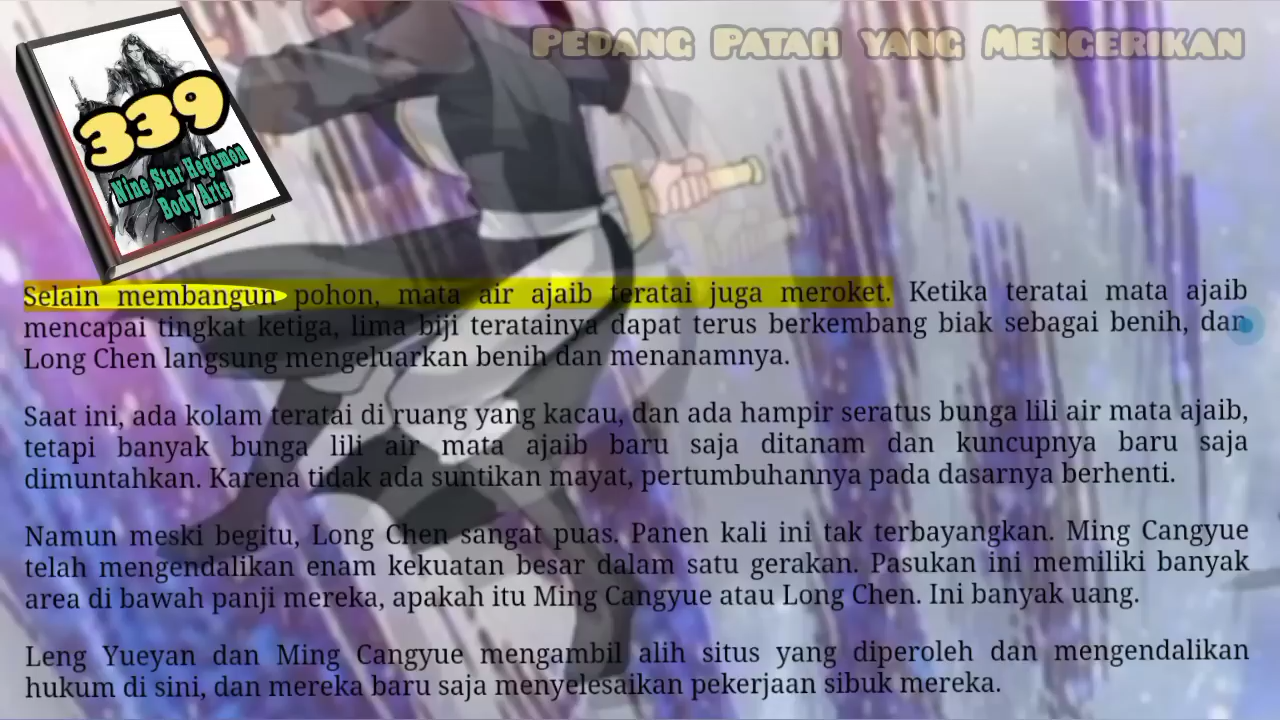 PEDANG PATAH YANG MENGERIKAN
339
Nine Star Hegemon
Body Arts
Selain membangun pohon, mata air ajaib teratai juga meroket. Ketika teratai mata ajaib
mencapai tingkat ketiga, lima biji teratainya dapat terus berkembang biak sebagai benih, dan
Long Chen langsung mengeluarkan benih dan menanamnya.
Saat ini, ada kolam teratai di ruang yang kacau, dan ada hampir seratus bunga lili air mata ajaib,
tetapi banyak bunga lili air mata ajaib baru saja ditanam dan kuncupnya baru saja
dimuntahkan. Karena tidak ada suntikan mayat, pertumbuhannya pada dasarnya berhenti.
Namun meski begitu, Long Chen sangat puas. Panen kali ini tak terbayangkan. Ming Cangyue
telah mengendalikan enam kekuatan besar dalam satu gerakan. Pasukan ini memiliki banyak
area di bawah panji mereka, apakah itu Ming Cangyue atau Long Chen. Ini banyak uang.
Leng Yueyan dan Ming Cangyue mengambil alih situs yang diperoleh dan mengendalikan
hukum di sini, dan mereka baru saja menyelesaikan pekerjaan sibuk mereka.